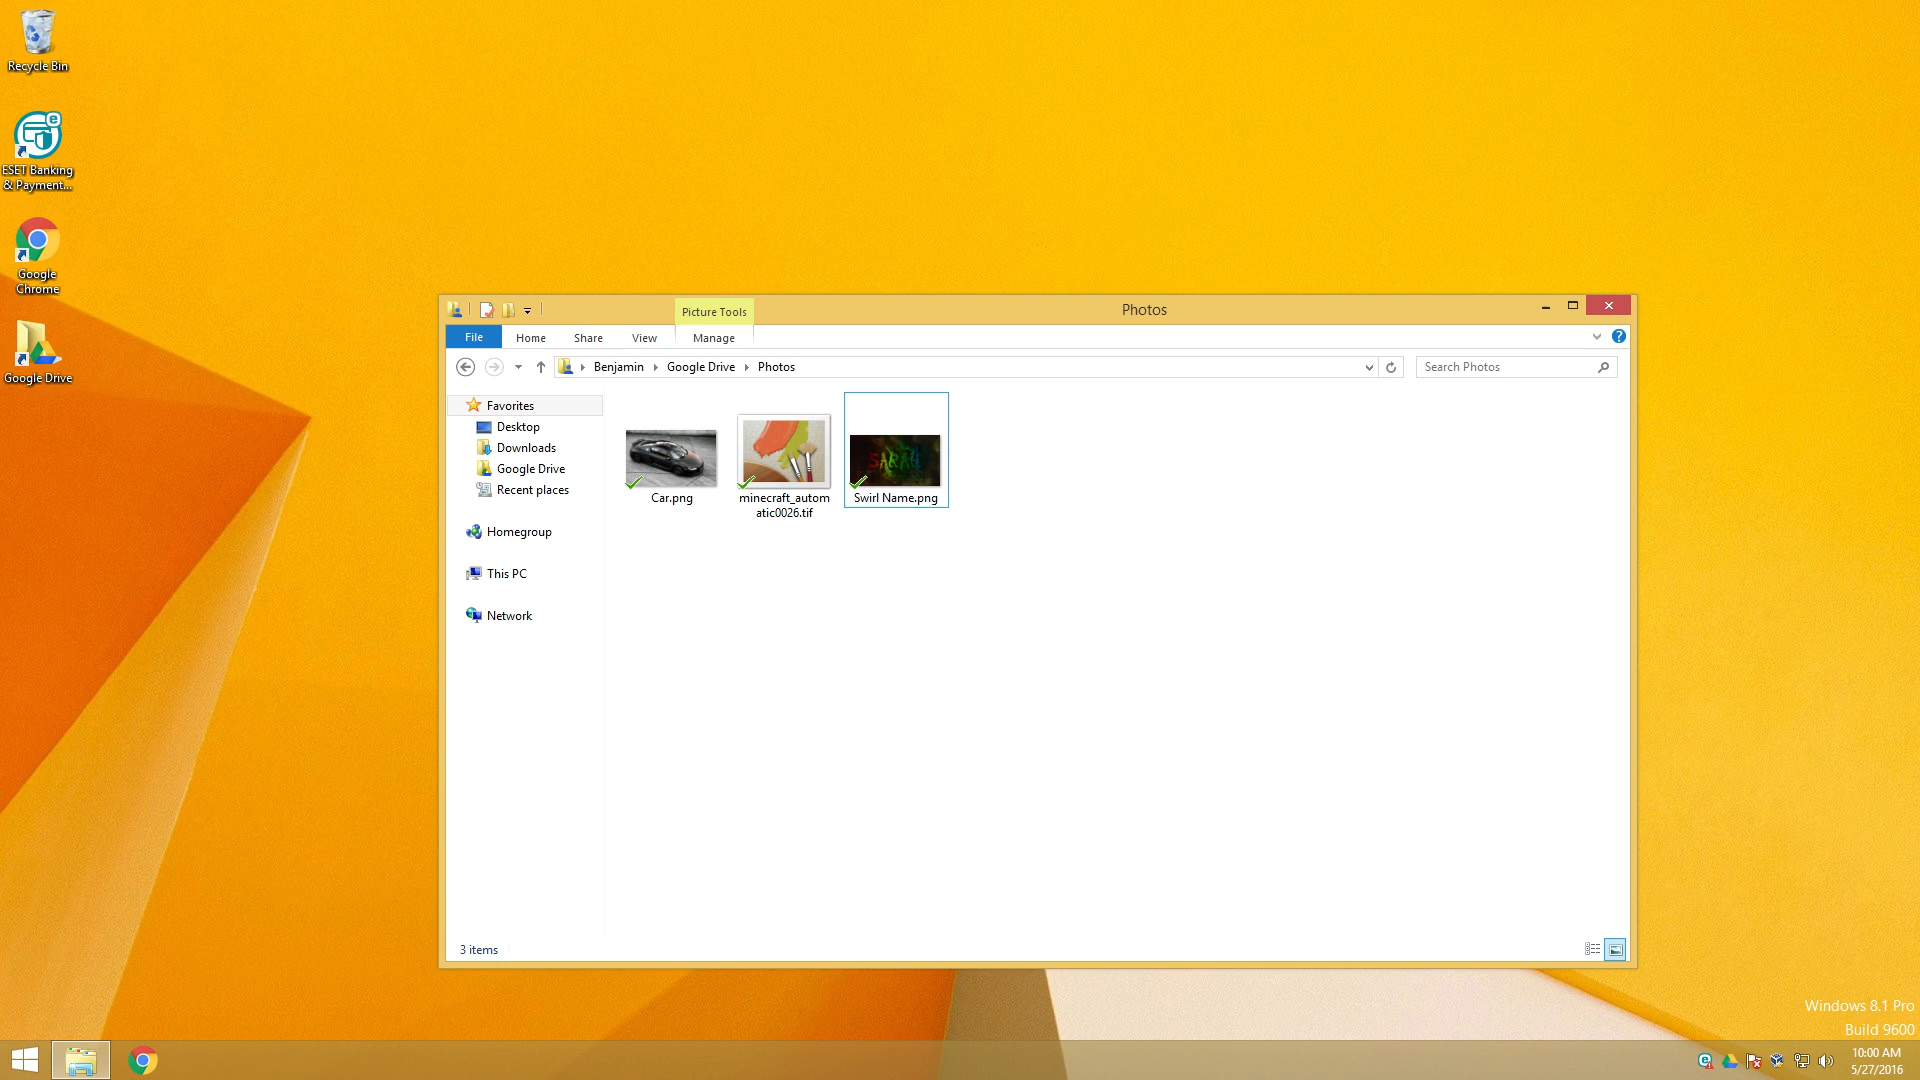 Recycle Bin
ESET Banking
& Payment...
Google
Chrome
Google Drive
Picture Tools
Photos
File
Home
Share
View
Manage
Benjamin
Google Drive
Photos
Search Photos
Favorites
Desktop
Downloads
Google Drive
Recent places
Homegroup
This PC
Network
Car.png
minecraft_autom
atic0026.tif
SARAH
Swirl Name.png
3 items
Windows 8.1 Pro
Build 9600
10:00 AM
5/27/2016